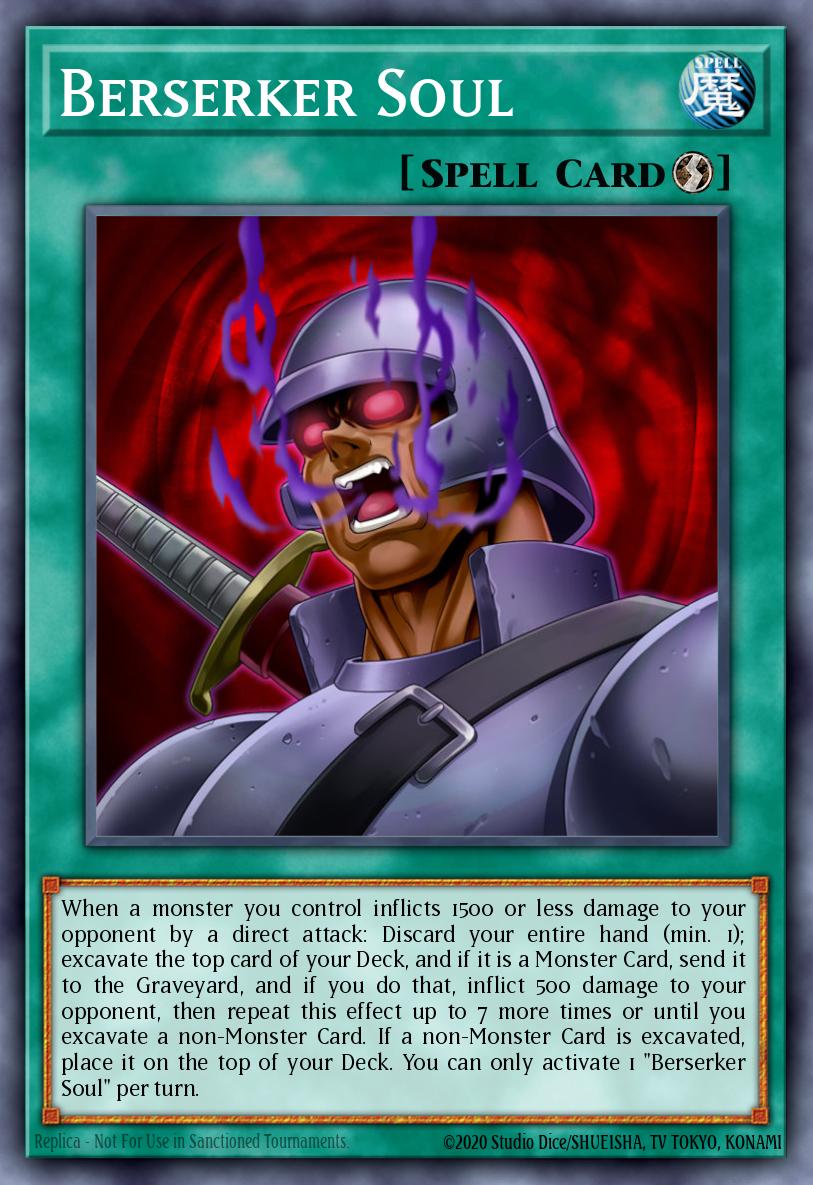 Berserker Soul
SPELL
魔
[Spell Card]
When a monster you control inflicts 1500 or less damage to your
opponent by a direct attack: Discard your entire hand (min. 1);
excavate the top card of your Deck, and if it is a Monster Card, send it
to the Graveyard, and if you do that, inflict 500 damage to your
opponent, then repeat this effect up to 7 more times or until you
excavate a non-Monster Card. If a non-Monster Card is excavated,
place it on the top of your Deck. You can only activate 1 "Berserker
Soul" per turn.
Replica - Not For Use in Sanctioned Tournaments.
©2020 Studio Dice/SHUEISHA, TV TOKYO, KONAMI